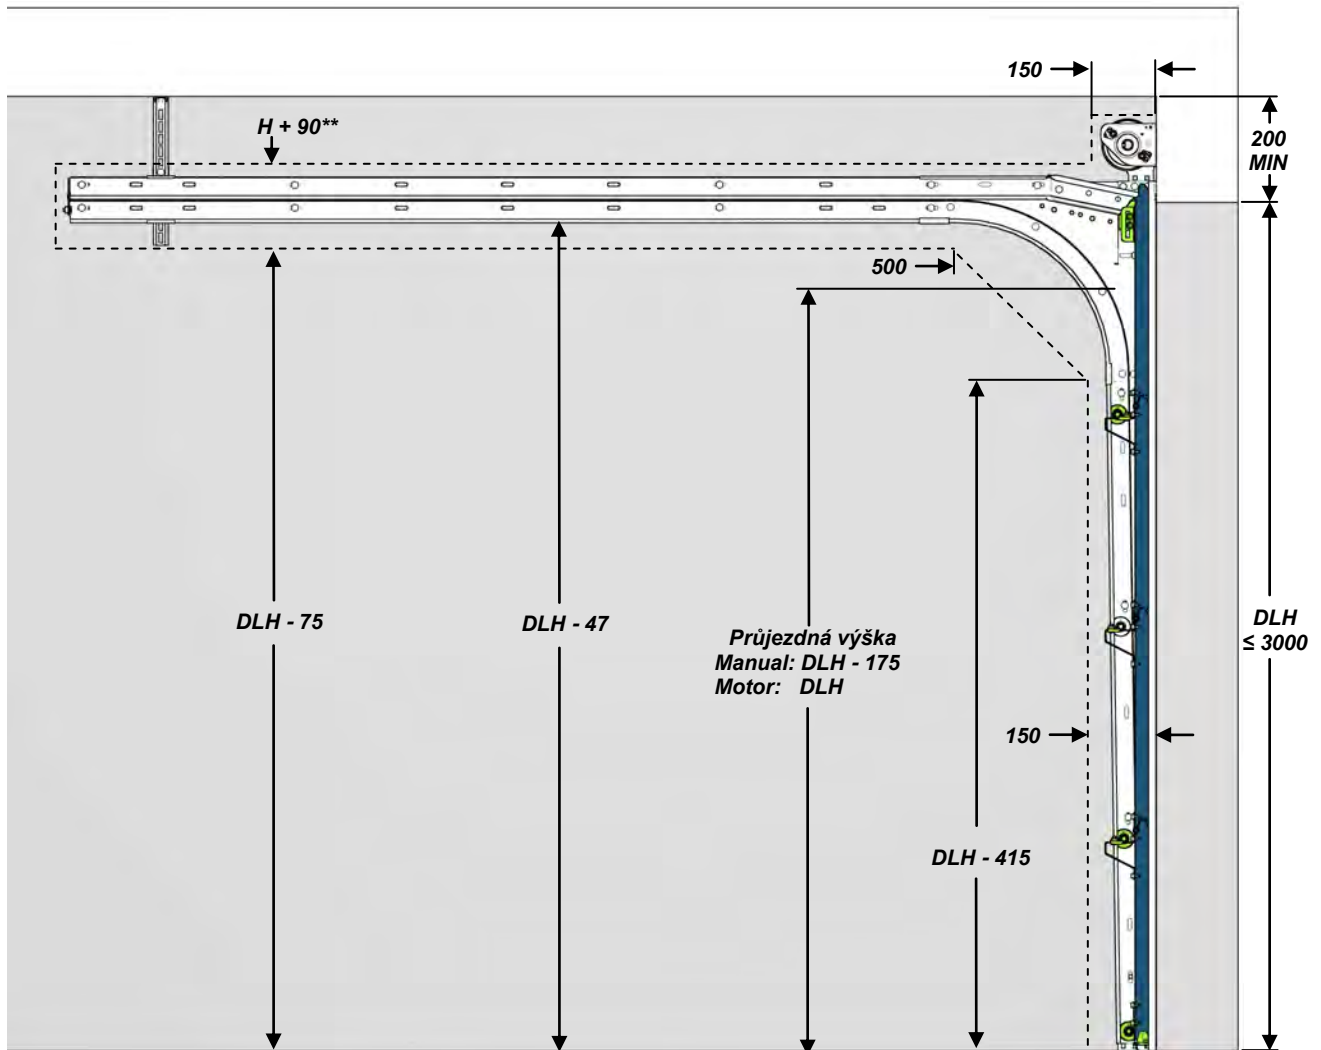 150
H + 90**
200
MIN
500
DLH - 75
DLH - 47
Průjezdná výška
Manual: DLH - 175
Motor: DLH
DLH
≤ 3000
150
DLH - 415